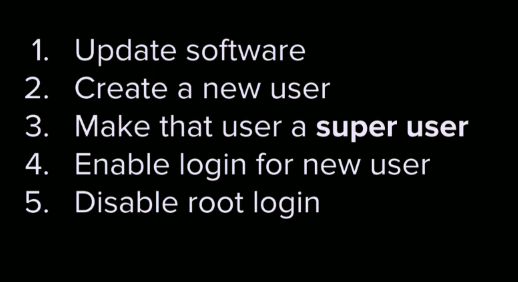 1. Update software
2. Create a new user
3. Make that user a super user
4. Enable login for new user
5. Disable root login